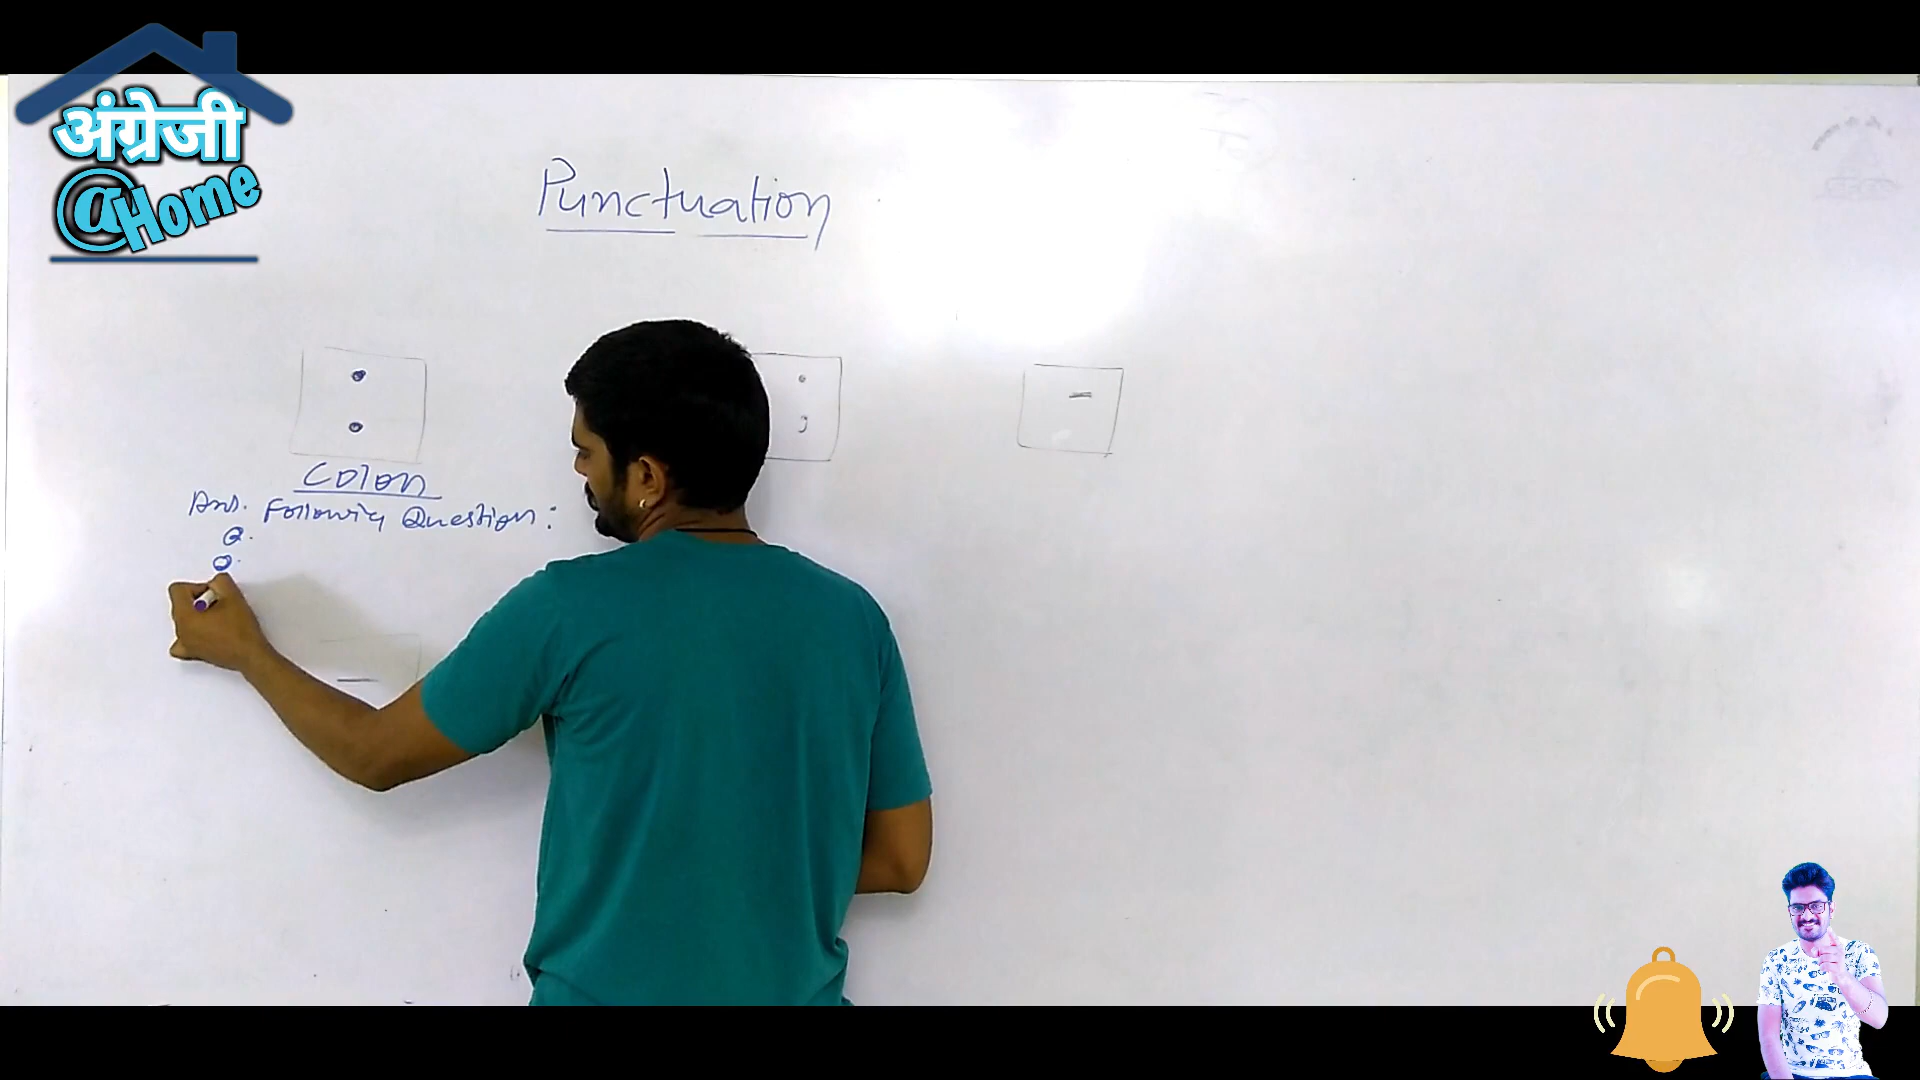 अंग्रेजी
@Home
Punctuation
:
;
-
Colon
Ans. Following Question:
Q.
Q.
_